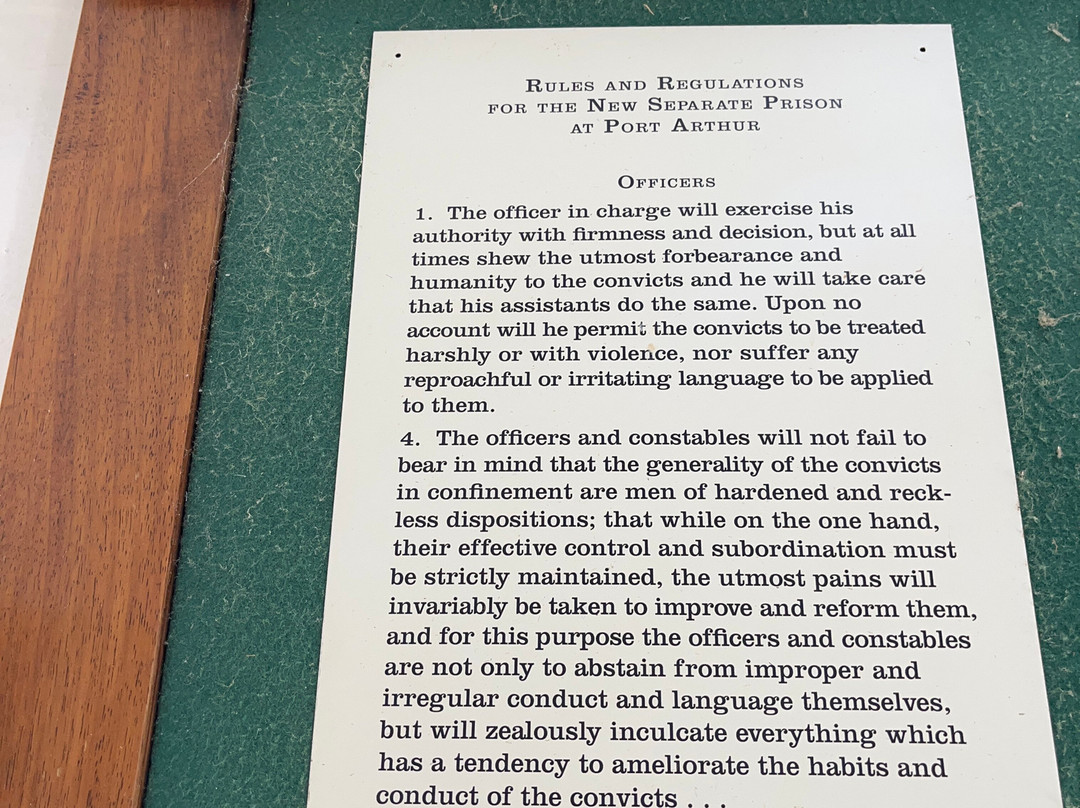 RULES AND REGULATIONS
FOR THE NEW SEPARATE PRISON
AT PORT ARTHUR
OFFICERS
1. The officer in charge will exercise his
authority with firmness and decision, but at all
times shew the utmost forbearance and
humanity to the convicts and he will take care
that his assistants do the same. Upon no
account will he permit the convicts to be treated
harshly or with violence, nor suffer any
reproachful or irritating language to be applied
to them.
4. The officers and constables will not fail to
bear in mind that the generality of the convicts
in confinement are men of hardened and reck-
less dispositions; that while on the one hand,
their effective control and subordination must
be strictly maintained, the utmost pains will
invariably be taken to improve and reform them,
and for this purpose the officers and constables
are not only to abstain from improper and
irregular conduct and language themselves,
but will zealously inculcate everything which
has a tendency to ameliorate the habits and
conduct of the convicts . . .